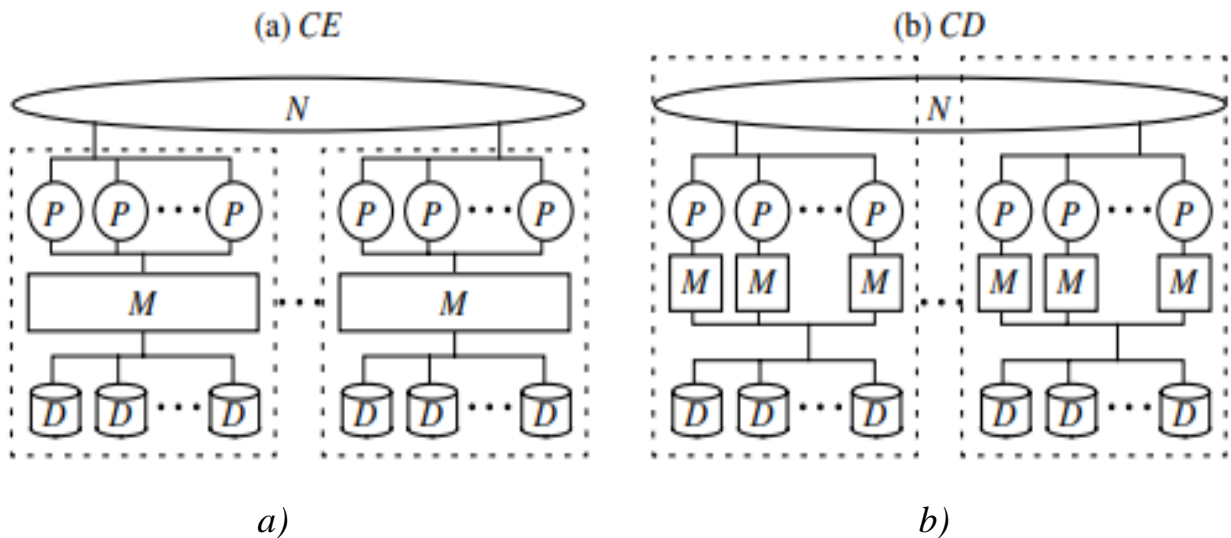 (a) CE (b) CD
N N
P P ••• P P P ••• P P P ••• P P P ••• P
M ••• M M M M ••• M M M
D D ••• D D D ••• D D D ••• D D D ••• D
a) b)